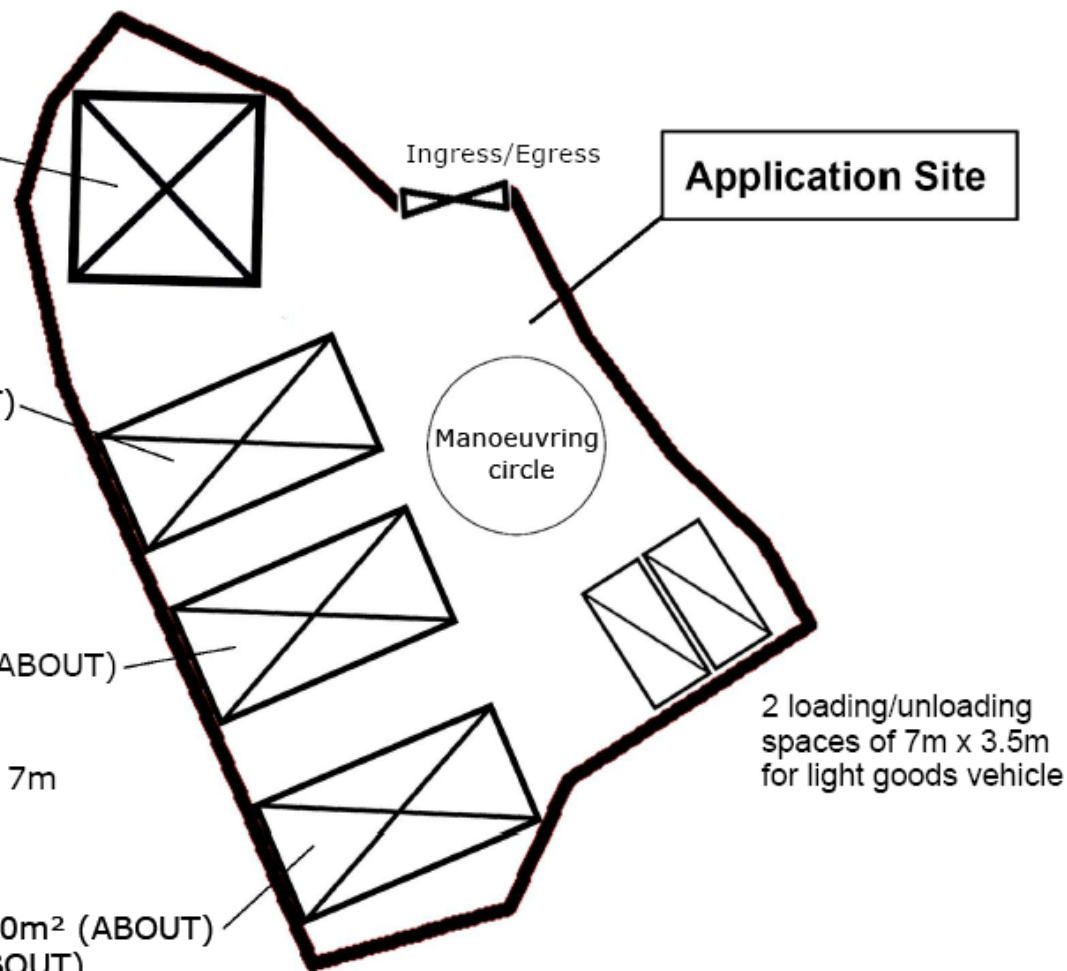 Ingress/Egress
Application Site
Manoeuvring
circle
T)
ABOUT)
2 loading/unloading
spaces of 7m x 3.5m
for light goods vehicle
7m
0m² (ABOUT)
BOUT)